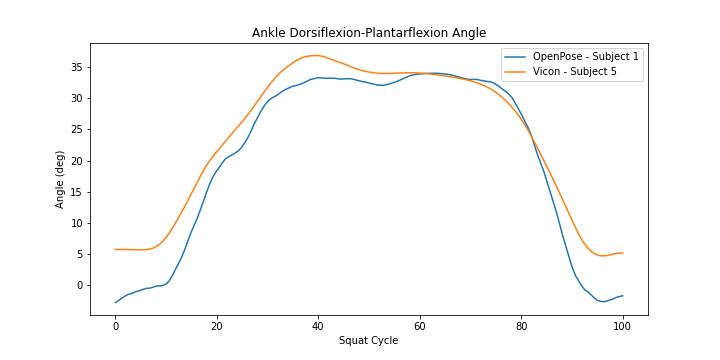 Ankle Dorsiflexion-Plantarflexion Angle
OpenPose - Subject 1
Vicon - Subject 5
Angle (deg)
35
30
25
20
15
10
5
0
0 20 40 60 80 100
Squat Cycle